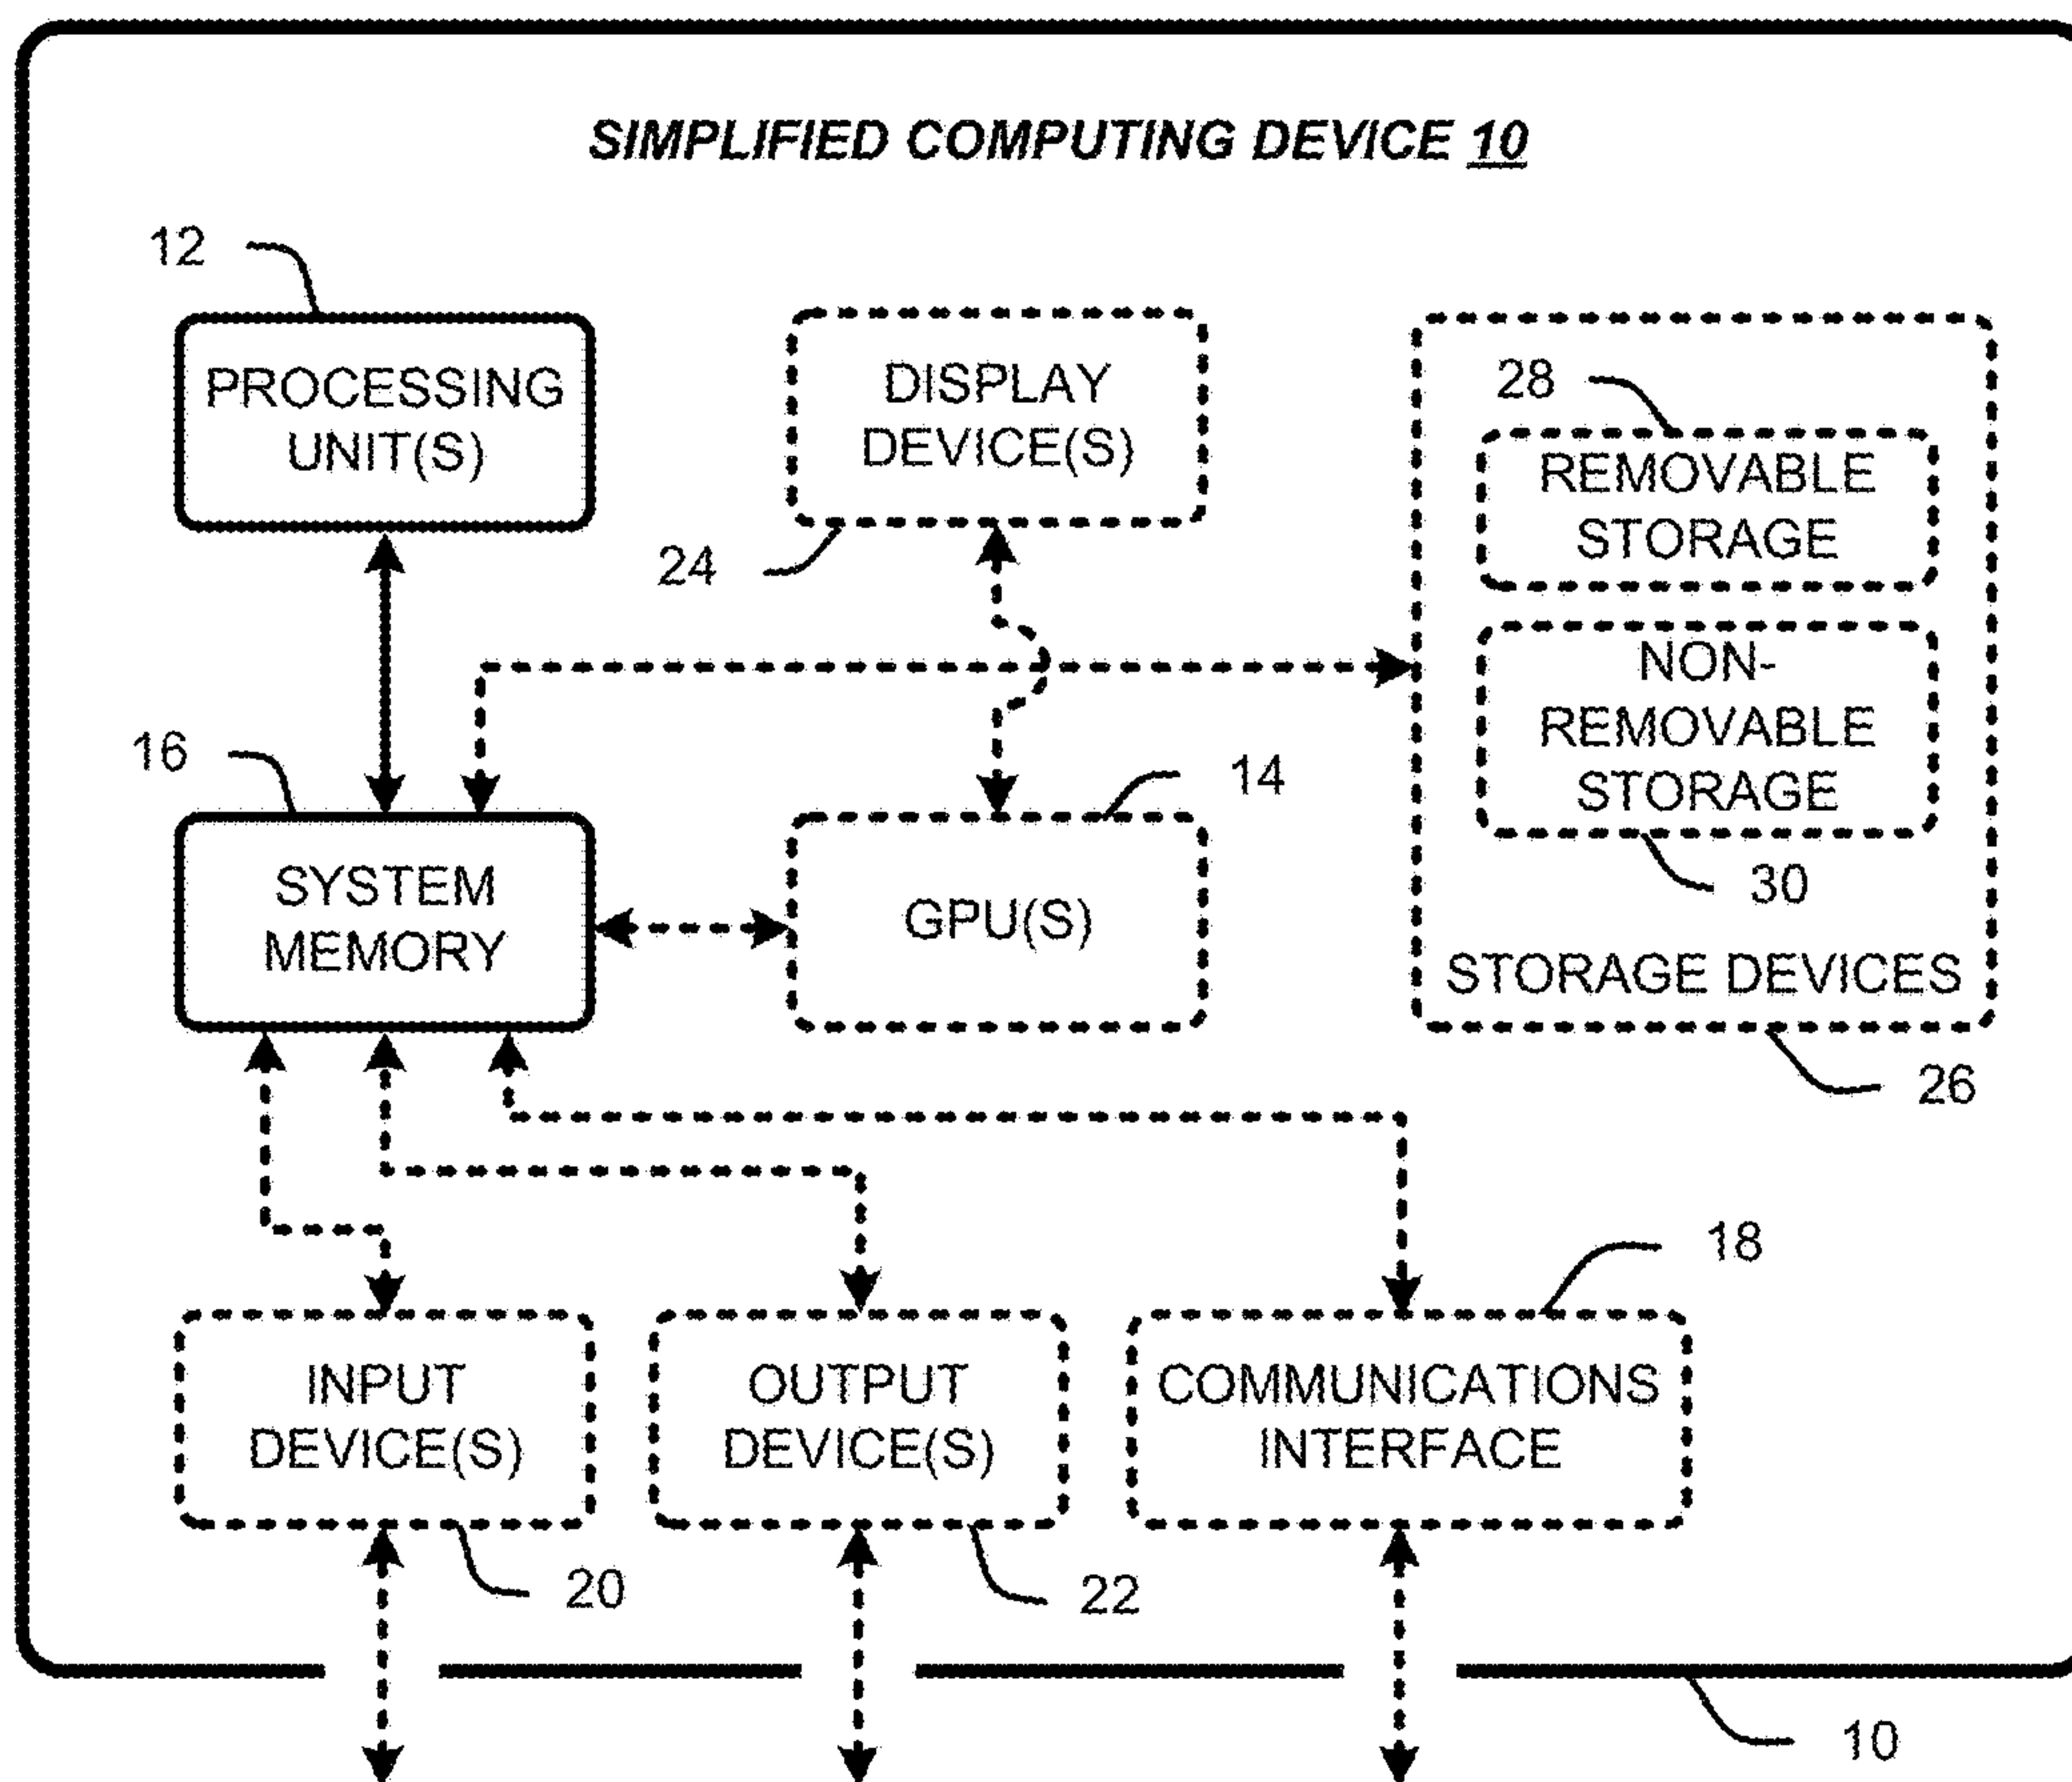 SIMPLIFIED COMPUTING DEVICE 10
12
PROCESSING
UNIT(S)
DISPLAY
DEVICE(S)
24
28
REMOVABLE
STORAGE
NON-
REMOVABLE
STORAGE
30
STORAGE DEVICES
26
16
SYSTEM
MEMORY
14
GPU(S)
18
INPUT
DEVICE(S)
20
OUTPUT
DEVICE(S)
22
COMMUNICATIONS
INTERFACE
10